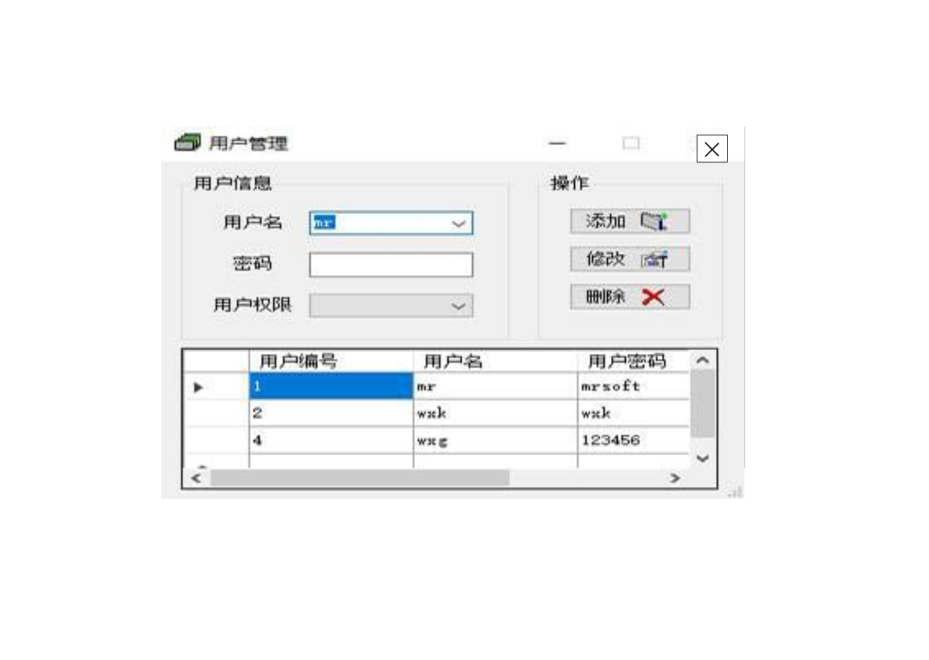 用户管理
用户信息
操作
用户名 mr
添加
密码
修改
用户权限
删除
用户编号 用户名 用户密码
1 mr mrsoft
2 wxk wxk
4 wxg 123456